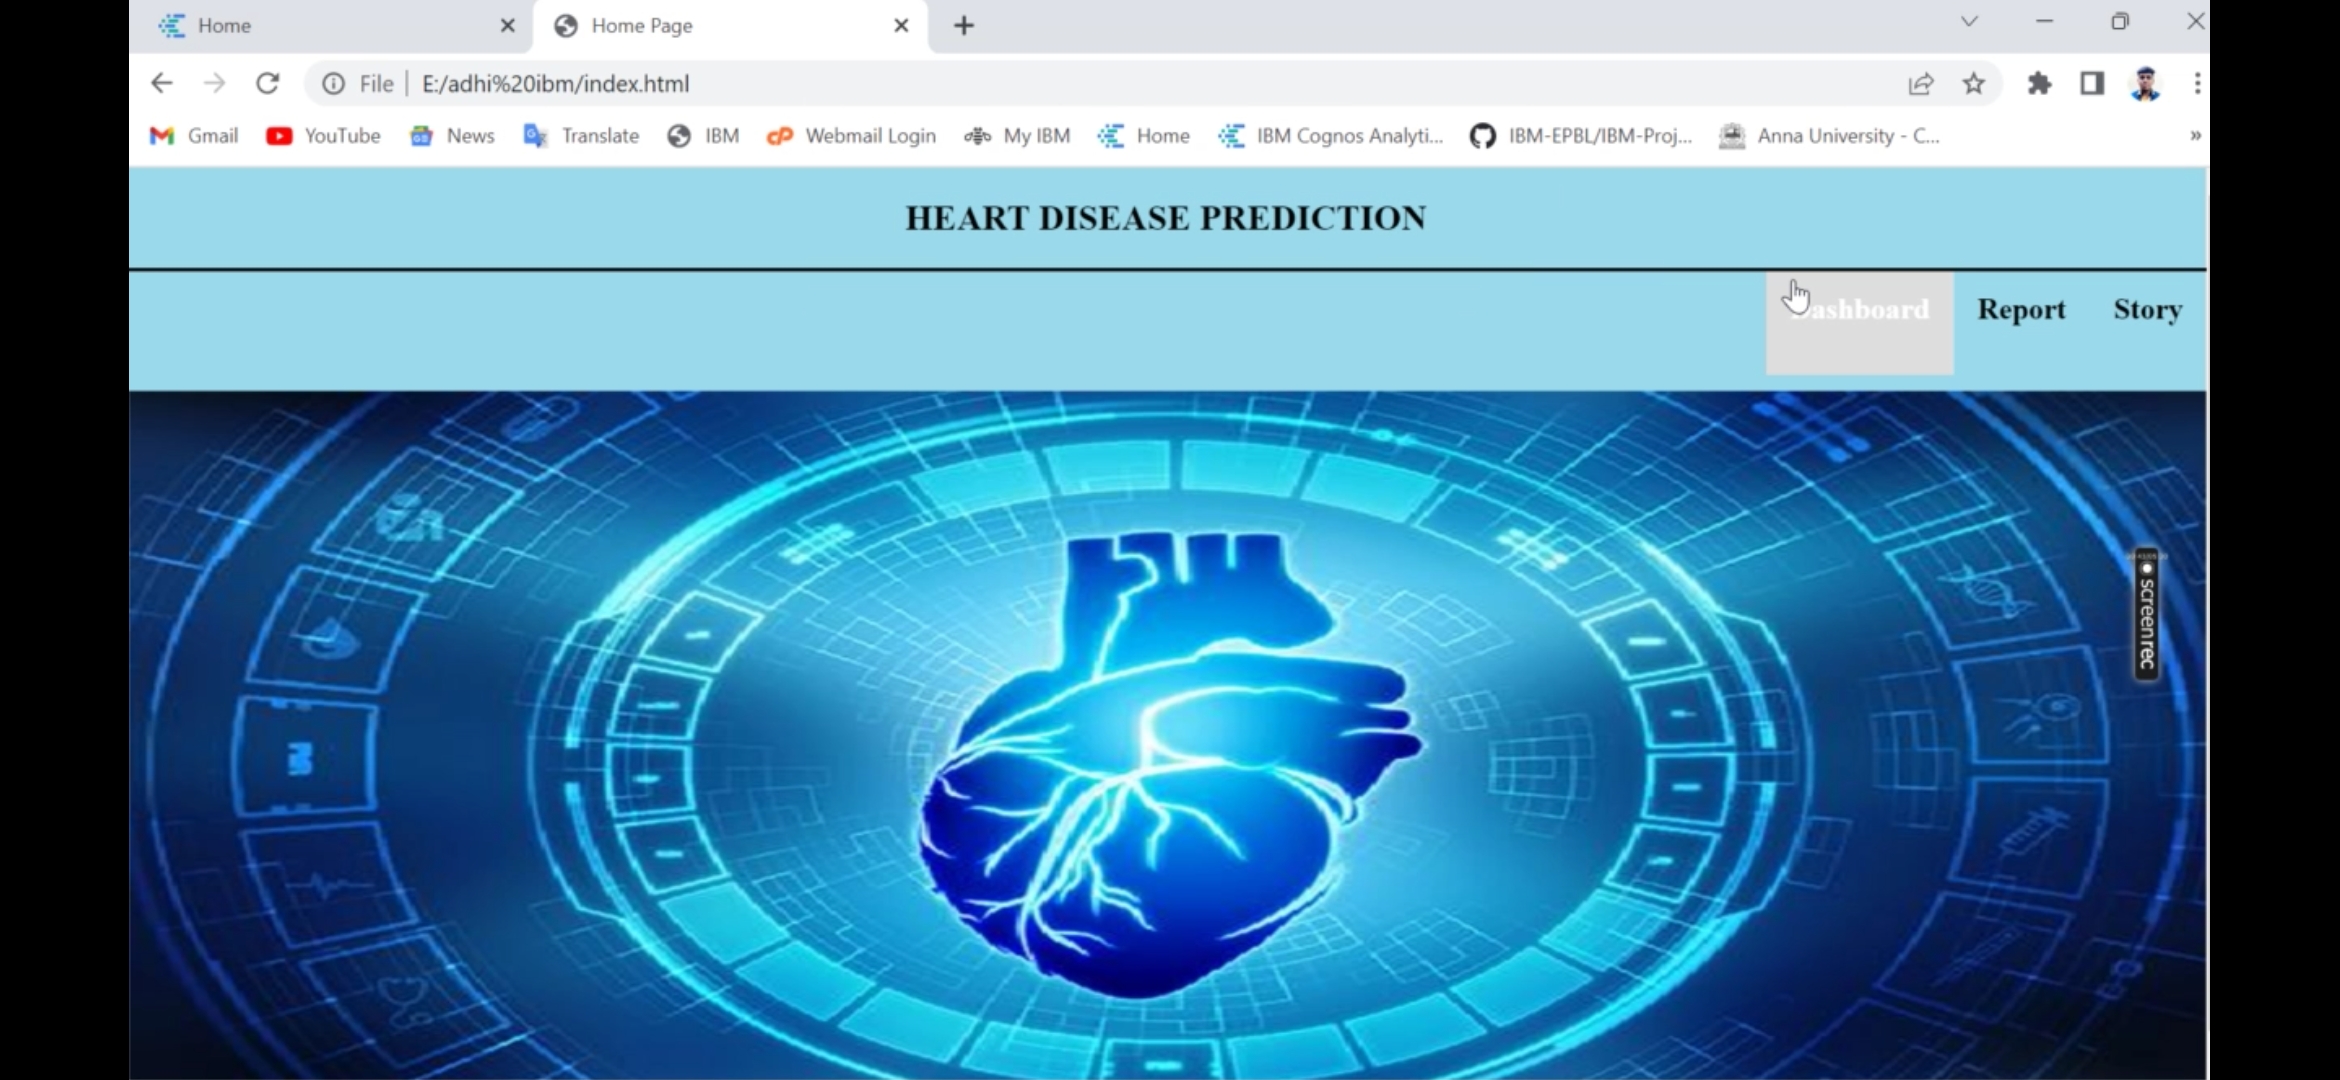 Home
Home Page
File
E:/adhi%20ibm/index.html
Gmail
YouTube
News
Translate
IBM
Webmail Login
My IBM
Home
IBM Cognos Analyti...
IBM-EPBL/IBM-Proj...
Anna University - C...
»
HEART DISEASE PREDICTION
ashboard Report Story
screenrec